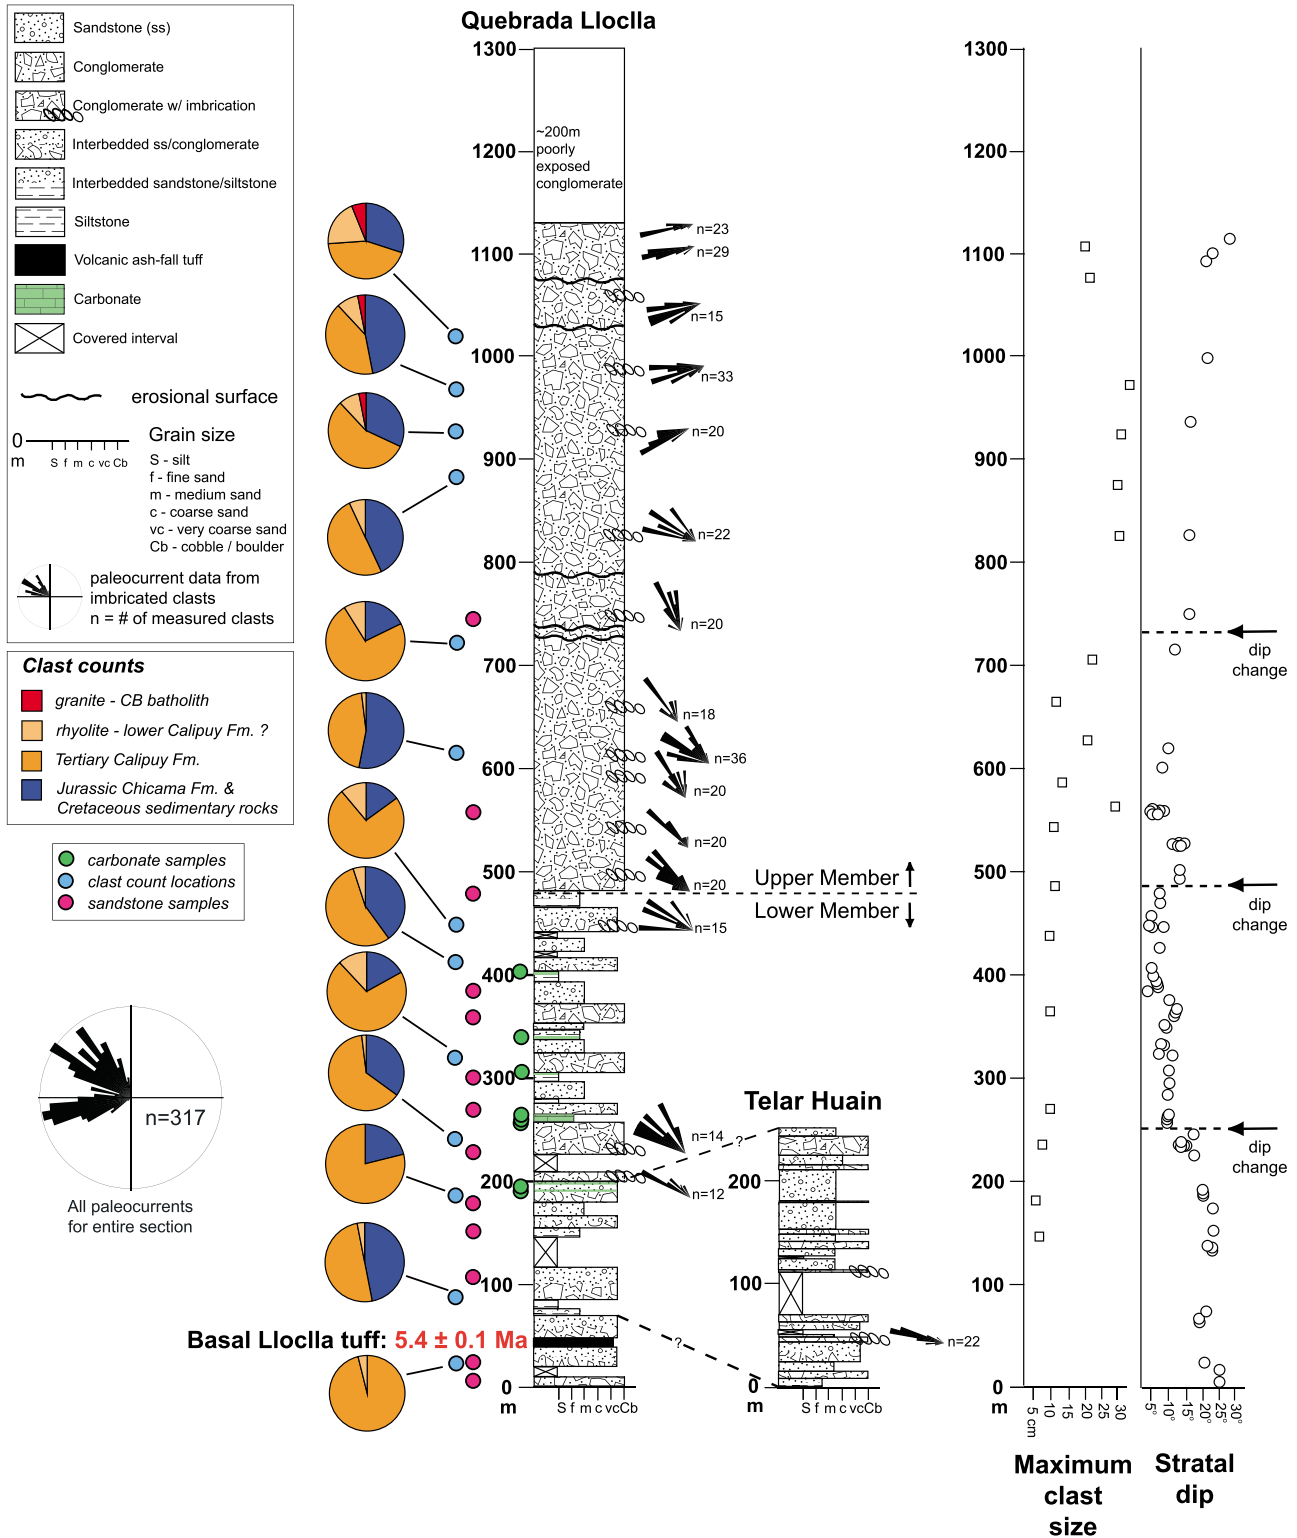 Quebrada Lloclla
Sandstone (ss)
Conglomerate
Conglomerate w/ imbrication
Interbedded ss/conglomerate
Interbedded sandstone/siltstone
Siltstone
Volcanic ash-fall tuff
Carbonate
Covered interval
erosional surface
0
m
S f m c vc Cb
Grain size
S - silt
f - fine sand
m - medium sand
c - coarse sand
vc - very coarse sand
Cb - cobble / boulder
paleocurrent data from
imbricated clasts
n = # of measured clasts
Clast counts
granite - CB batholith
rhyolite - lower Calipuy Fm. ?
Tertiary Calipuy Fm.
Jurassic Chicama Fm. &
Cretaceous sedimentary rocks
carbonate samples
clast count locations
sandstone samples
n=317
All paleocurrents
for entire section
1300
1200
1100
1000
900
800
700
600
500
400
300
200
100
0
m
~200m
poorly
exposed
conglomerate
n=23
n=29
n=15
n=33
n=20
n=22
n=20
n=18
n=36
n=20
n=20
n=20
Upper Member
Lower Member
n=15
n=14
n=12
?
?
Basal Lloclla tuff: 5.4 ± 0.1 Ma
S f m c vcCb
Telar Huain
200
100
0
m
n=22
S f m c vcCb
1300
1200
1100
1000
900
800
700
600
500
400
300
200
100
0
m
5 cm
10
15
20
25
30
Maximum
clast
size
dip
change
dip
change
dip
change
5°
10°
15°
20°
25°
30°
Stratal
dip